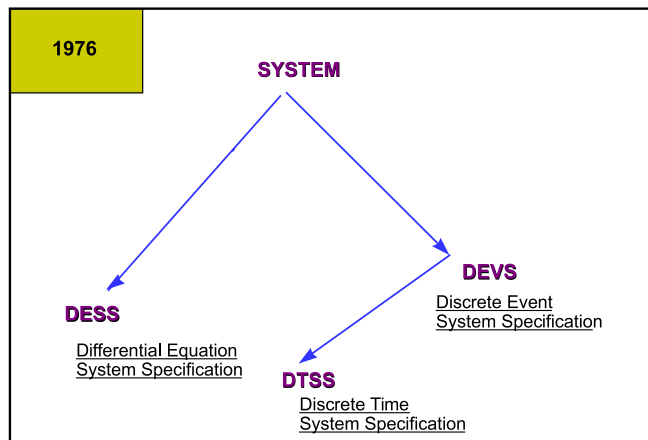 1976
SYSTEM
DEVS
Discrete Event
System Specification
DESS
Differential Equation
System Specification
DTSS
Discrete Time
System Specification